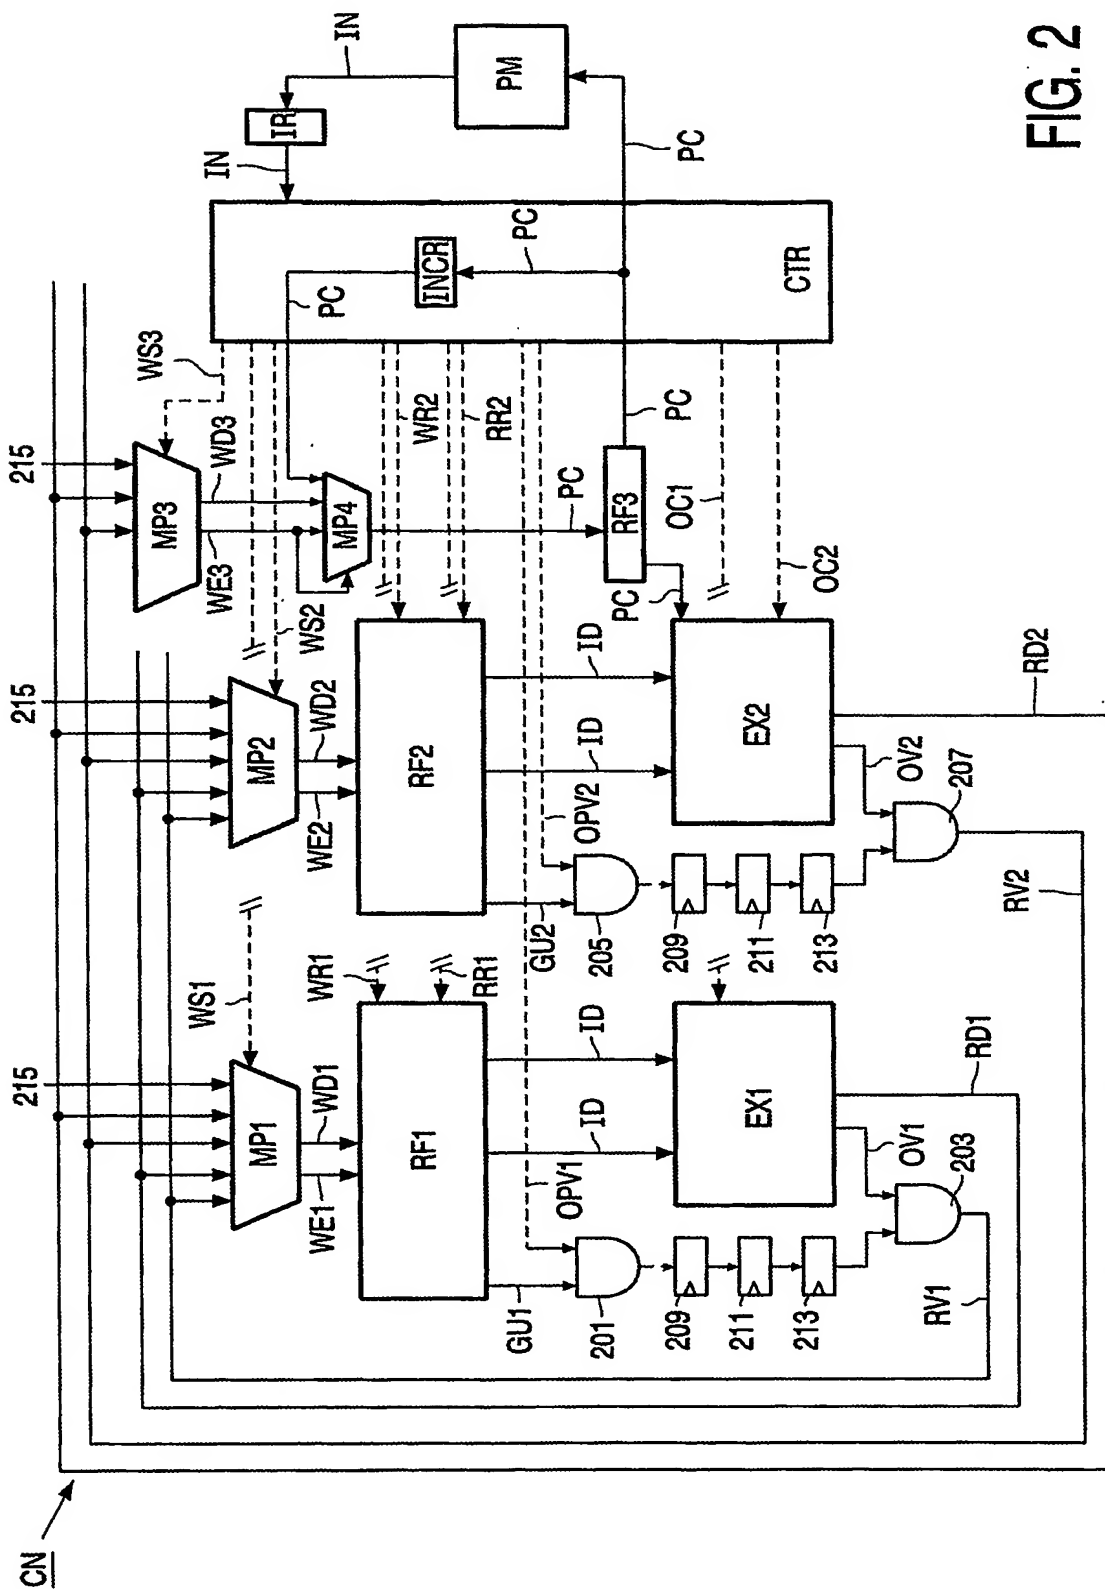 CN
215
215
215
IN
WS1
WS3
IN
IR
PM
MP1
MP2
MP3
WD3
WE3
WS2
PC
PC
INCR
MP4
WE1
WD1
WE2
WD2
WR1
WR2
RR1
RR2
RF1
RF2
PC
PC
PC
CTR
RF3
GU1
OPV1
ID
ID
GU2
OPV2
ID
ID
PC
OC1
OC2
201
205
209
211
213
209
211
213
EX1
EX2
OV1
203
RD1
OV2
207
RD2
RV1
RV2
FIG. 2